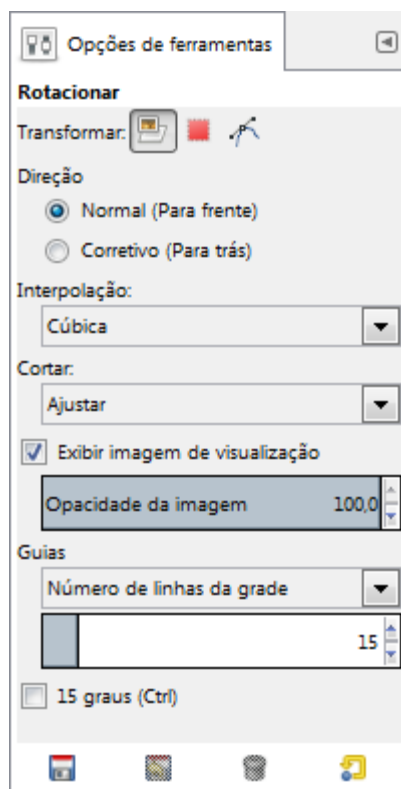 Opções de ferramentas
Rotacionar
Transformar:
Direção
Normal (Para frente)
Corretivo (Para trás)
Interpolação:
Cúbica
Cortar:
Ajustar
Exibir imagem de visualização
Opacidade da imagem 100,0
Guias
Número de linhas da grade
15
15 graus (Ctrl)